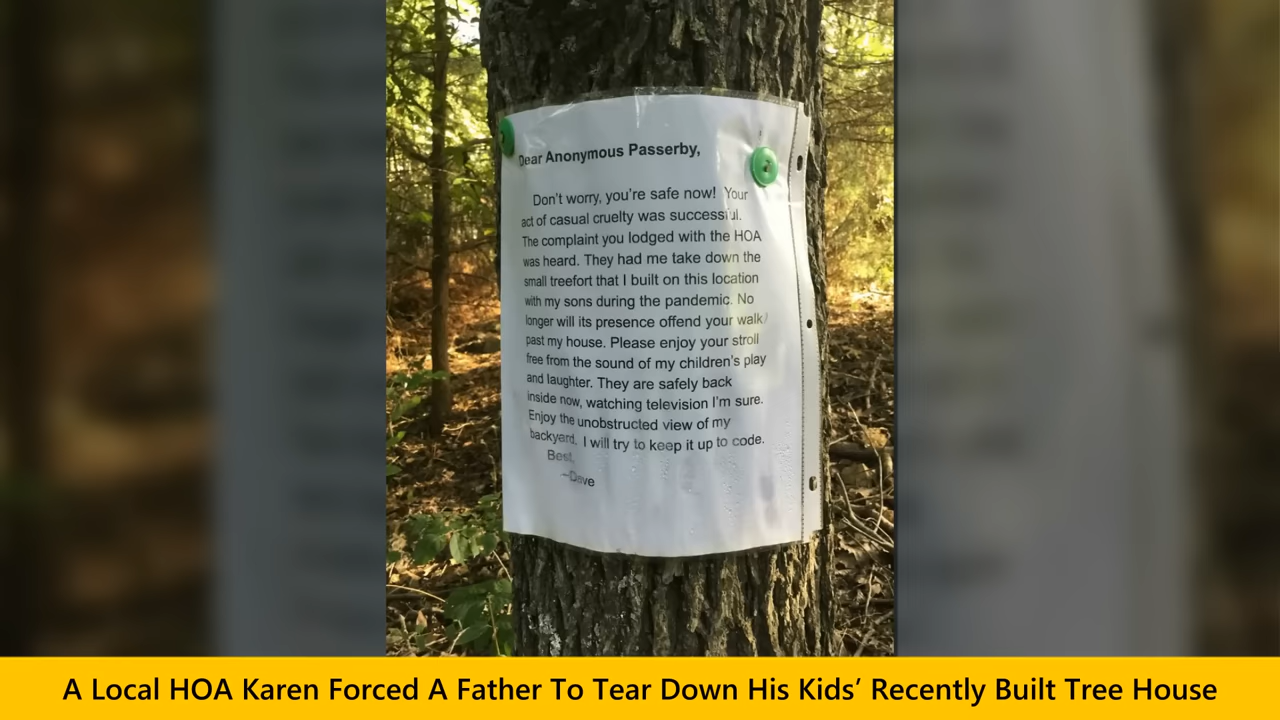 Dear Anonymous Passerby,
Don't worry, you're safe now! Your
act of casual cruelty was successful.
The complaint you lodged with the HOA
was heard. They had me take down the
small treefort that I built on this location
with my sons during the pandemic. No
longer will its presence offend your walk
past my house. Please enjoy your stroll
free from the sound of my children's play
and laughter. They are safely back
inside now, watching television I'm sure.
Enjoy the unobstructed view of my
backyard. I will try to keep it up to code.
Best,
—Dave
A Local HOA Karen Forced A Father To Tear Down His Kids’ Recently Built Tree House